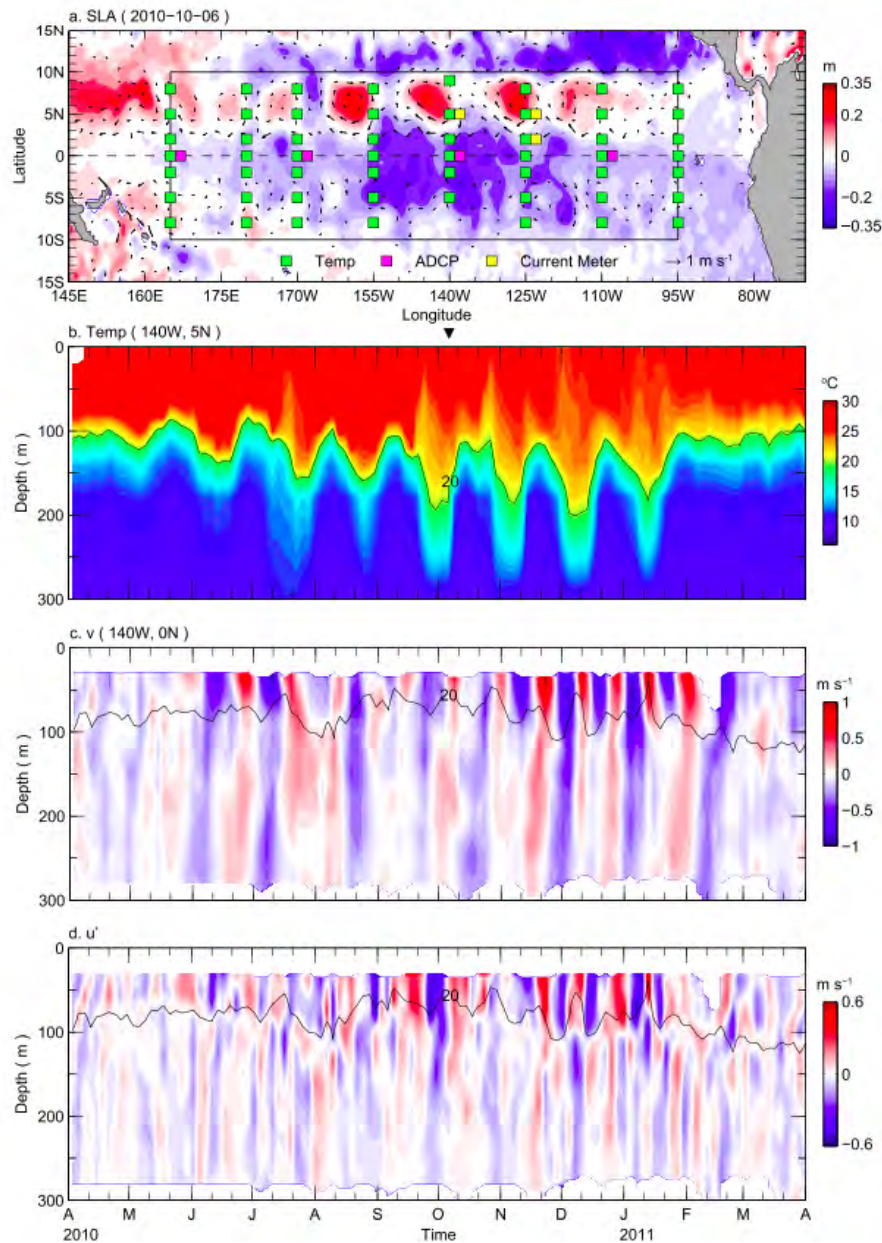 a. SLA ( 2010-10-06)
15N
10N
5N
0
5S
10S
15S
Latitude
Temp ADCP Current Meter → 1 m s⁻¹
145E 160E 175E 170W 155W 140W 125W 110W 95W 80W
Longitude
m
0.35
0.2
0
−0.2
−0.35
b. Temp ( 140W, 5N)
0
100
200
300
Depth ( m )
20
°C
30
25
20
15
10
c. v ( 140W, 0N)
0
100
200
300
Depth ( m )
20
m s⁻¹
1
0.5
0
−0.5
−1
d. u'
0
100
200
300
Depth ( m )
20
m s⁻¹
0.6
0
−0.6
A M J J A S O N D J F M A
2010 Time 2011